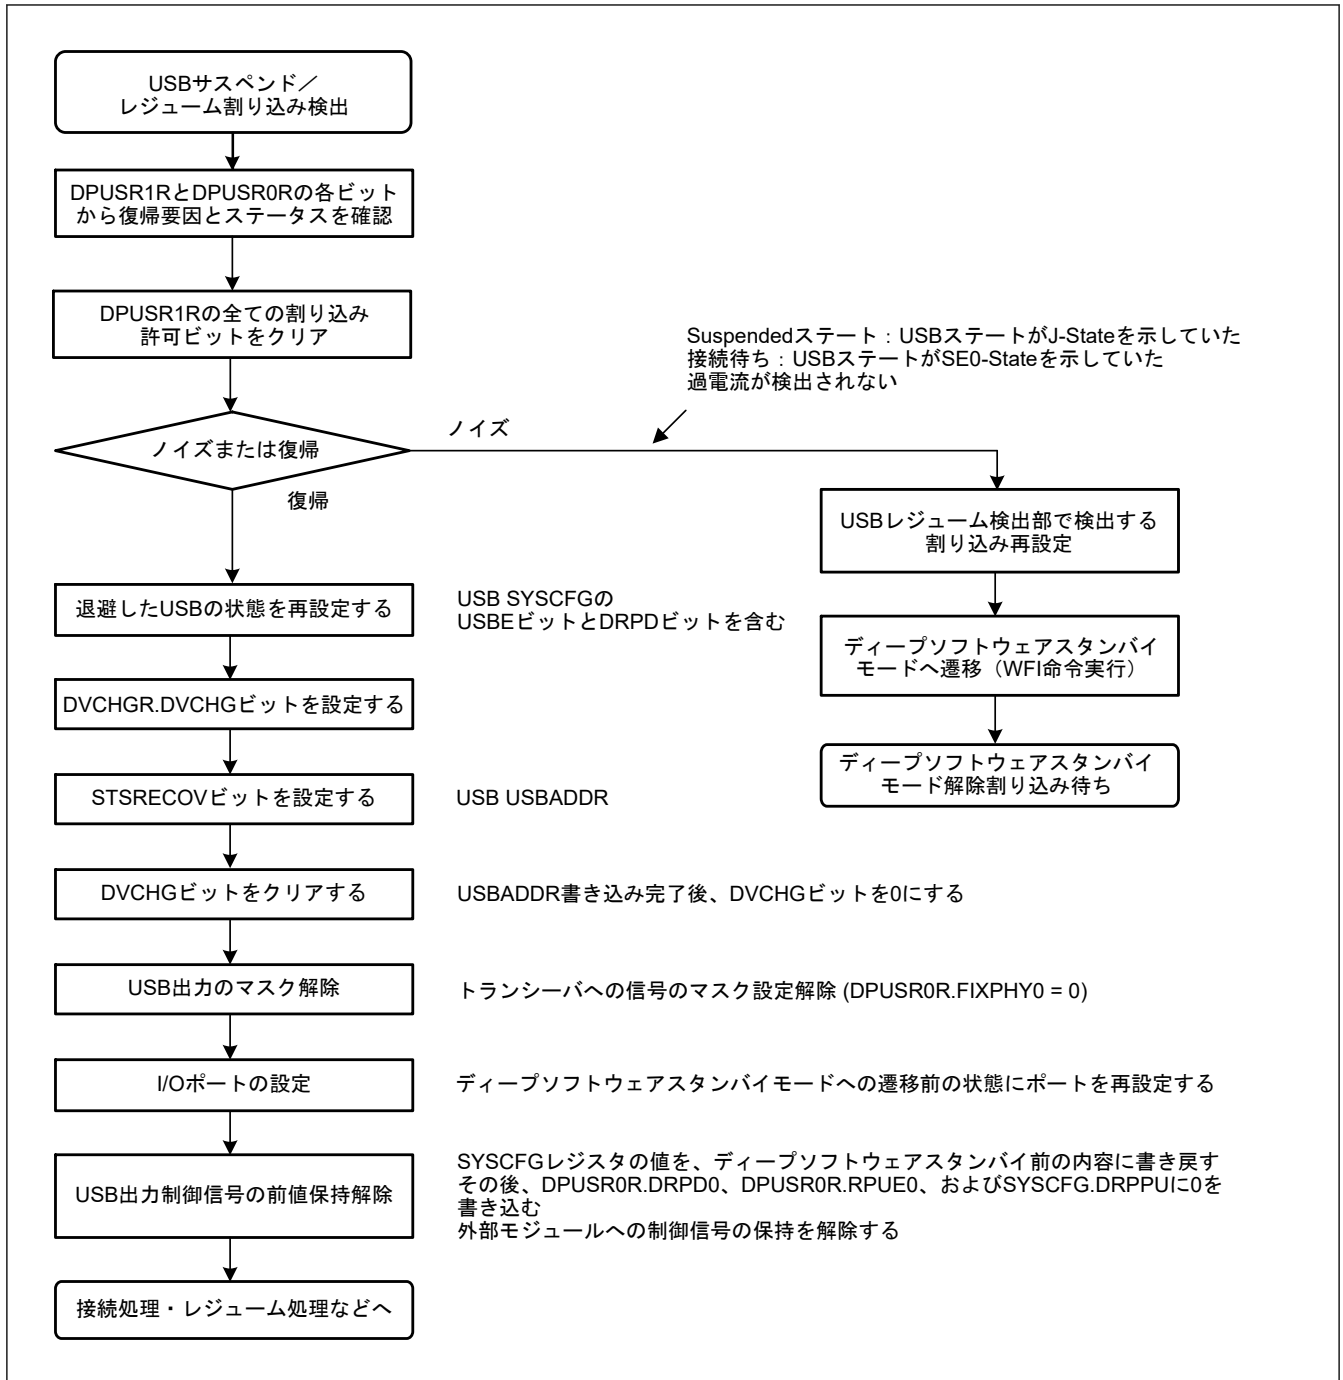 USBサスペンド／
レジューム割り込み検出
DPUSR1RとDPUSR0Rの各ビット
から復帰要因とステータスを確認
DPUSR1Rの全ての割り込み
許可ビットをクリア
Suspendedステート：USBステートがJ-Stateを示していた
接続待ち：USBステートがSE0-Stateを示していた
過電流が検出されない
ノイズまたは復帰
ノイズ
復帰
USBレジューム検出部で検出する
割り込み再設定
退避したUSBの状態を再設定する
USB SYSCFGの
USBEビットとDRPDビットを含む
ディープソフトウェアスタンバイ
モードへ遷移（WFI命令実行）
DVCHGR.DVCHGビットを設定する
ディープソフトウェアスタンバイ
モード解除割り込み待ち
STSRECOVビットを設定する
USB USBADDR
DVCHGビットをクリアする
USBADDR書き込み完了後、DVCHGビットを0にする
USB出力のマスク解除
トランシーバへの信号のマスク設定解除 (DPUSR0R.FIXPHY0 = 0)
I/Oポートの設定
ディープソフトウェアスタンバイモードへの遷移前の状態にポートを再設定する
USB出力制御信号の前値保持解除
SYSCFGレジスタの値を、ディープソフトウェアスタンバイ前の内容に書き戻す
その後、DPUSR0R.DRPD0、DPUSR0R.RPUE0、およびSYSCFG.DRPPUに0を
書き込む
外部モジュールへの制御信号の保持を解除する
接続処理・レジューム処理などへ